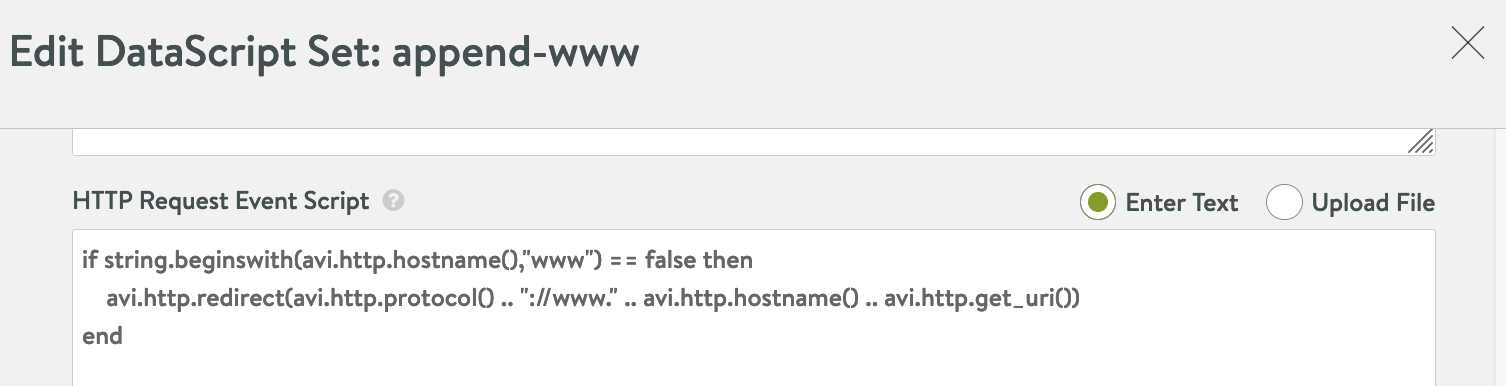 Edit DataScript Set: append-www
HTTP Request Event Script ?
Enter Text
Upload File
if string.beginswith(avi.http.hostname(),"www") == false then
    avi.http.redirect(avi.http.protocol() .. "://www." .. avi.http.hostname() .. avi.http.get_uri())
end